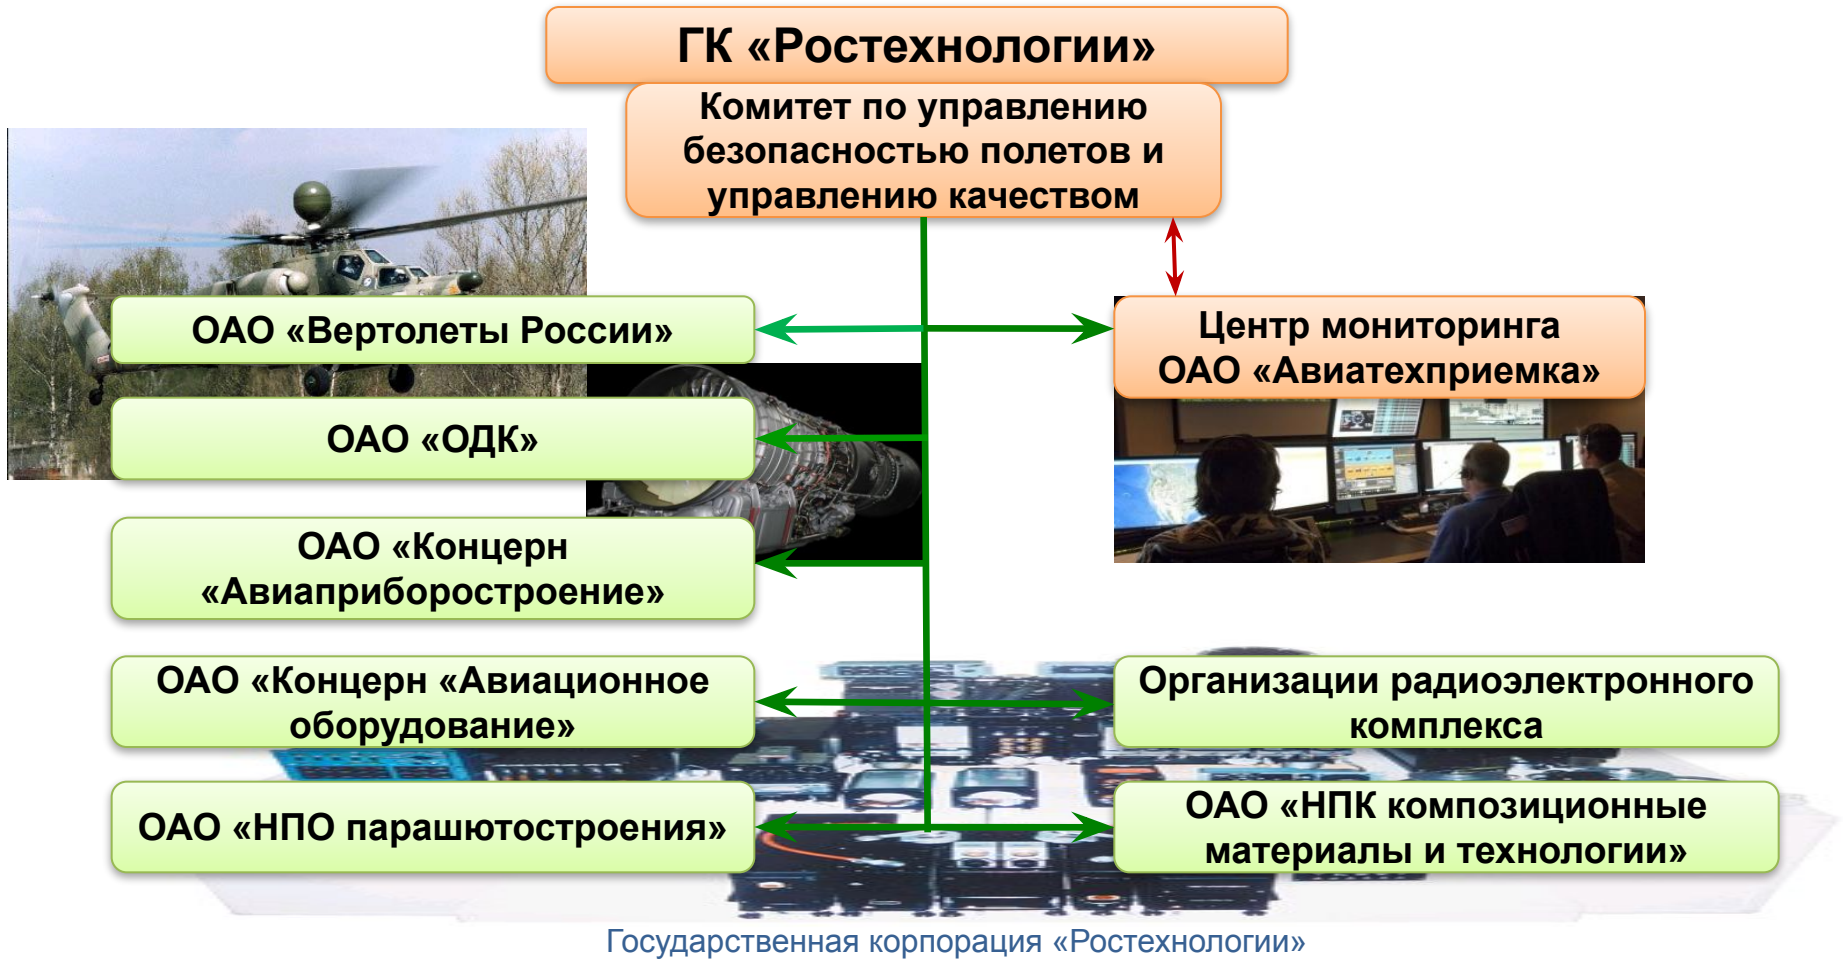 ГК «Ростехнологии»
Комитет по управлению
безопасностью полетов и
управлению качеством
ОАО «Вертолеты России»
Центр мониторинга
ОАО «Авиатехприемка»
ОАО «ОДК»
ОАО «Концерн
«Авиаприборостроение»
ОАО «Концерн «Авиационное
оборудование»
Организации радиоэлектронного
комплекса
ОАО «НПО парашютостроения»
ОАО «НПК композиционные
материалы и технологии»
Государственная корпорация «Ростехнологии»